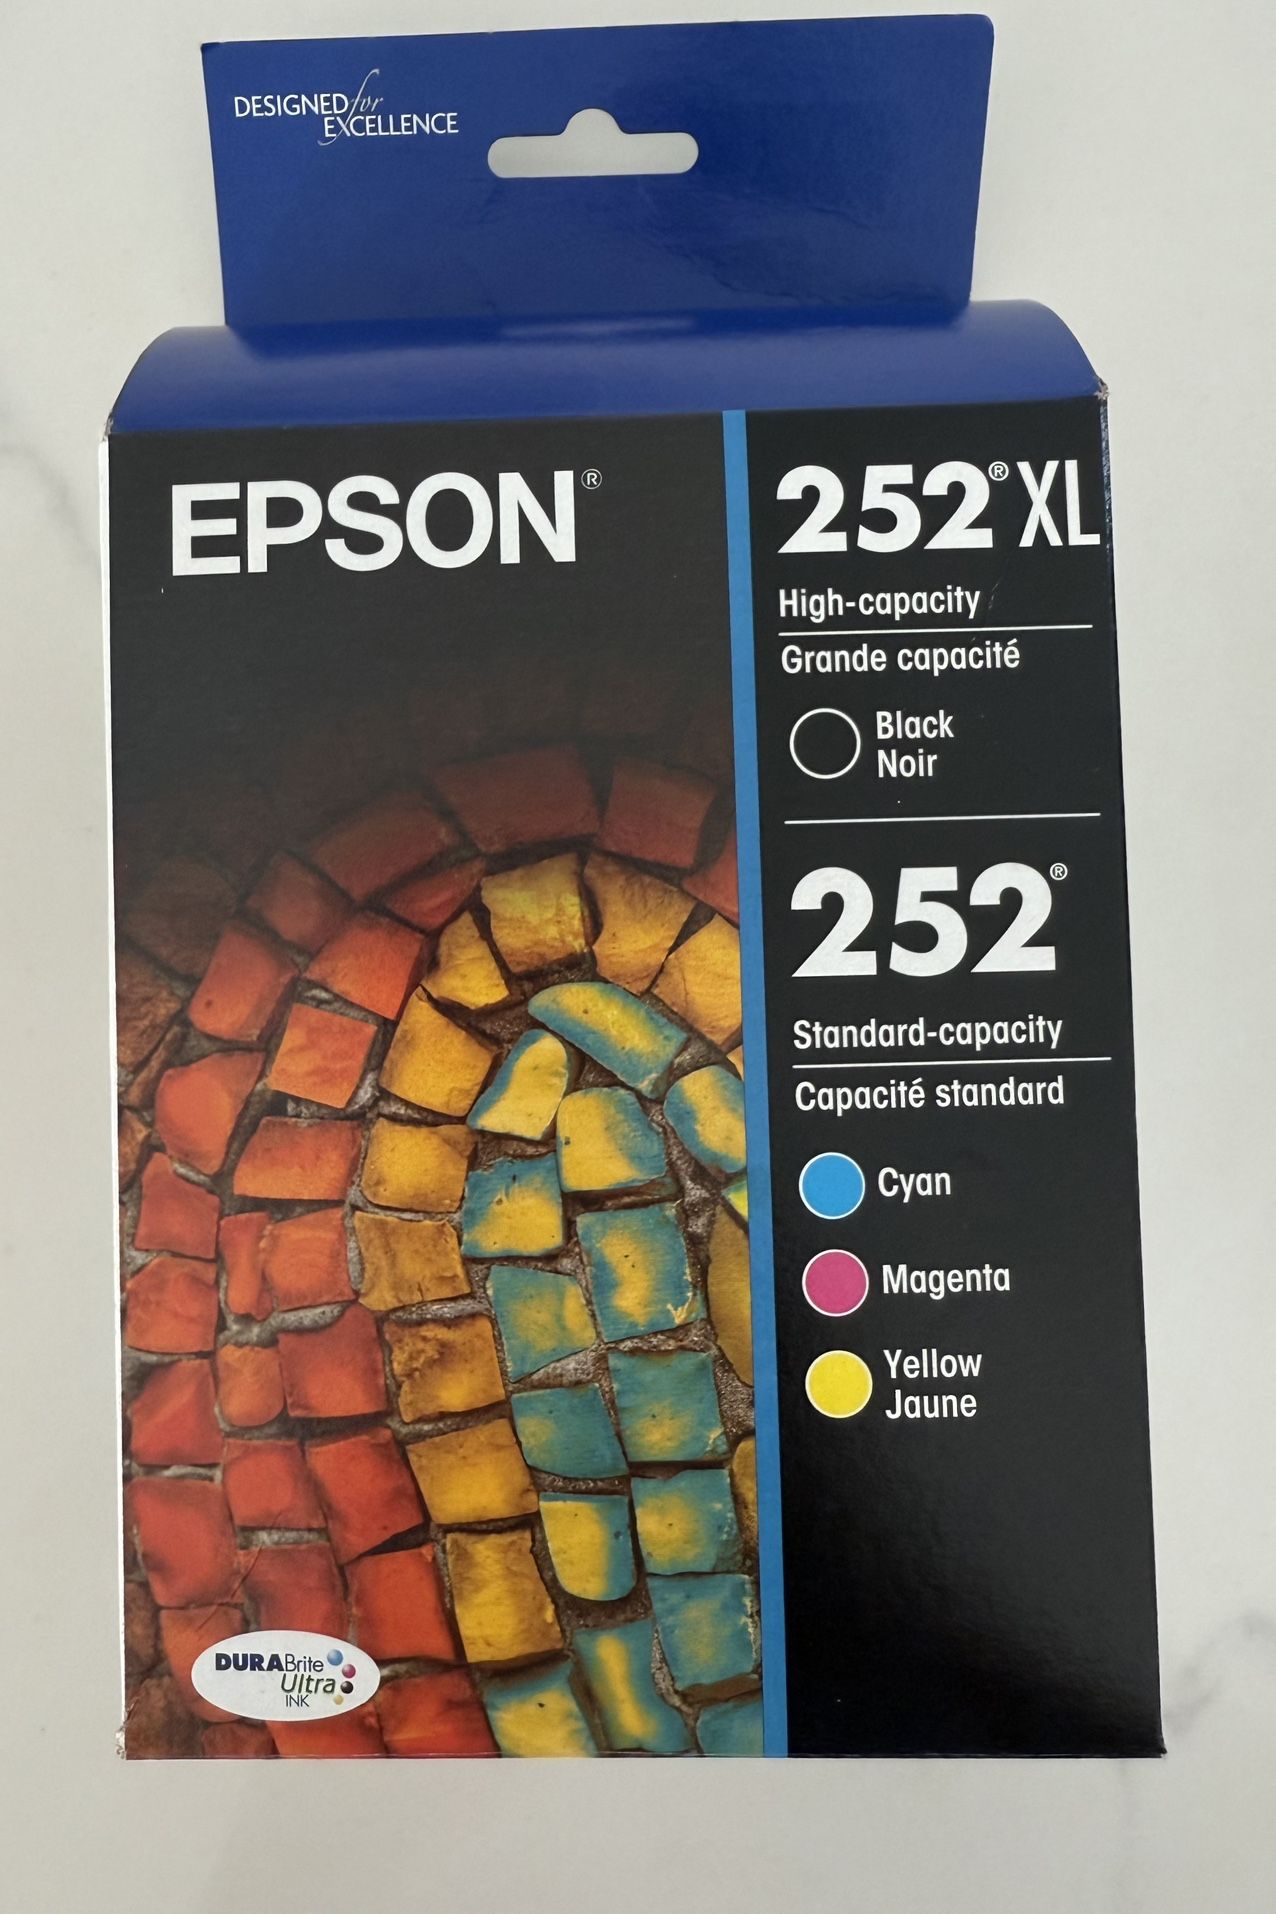 DESIGNED for
EXCELLENCE
EPSON®
252® XL
High-capacity
Grande capacité
Black
Noir
252®
Standard-capacity
Capacité standard
Cyan
Magenta
Yellow
Jaune
DURABrite
Ultra
INK